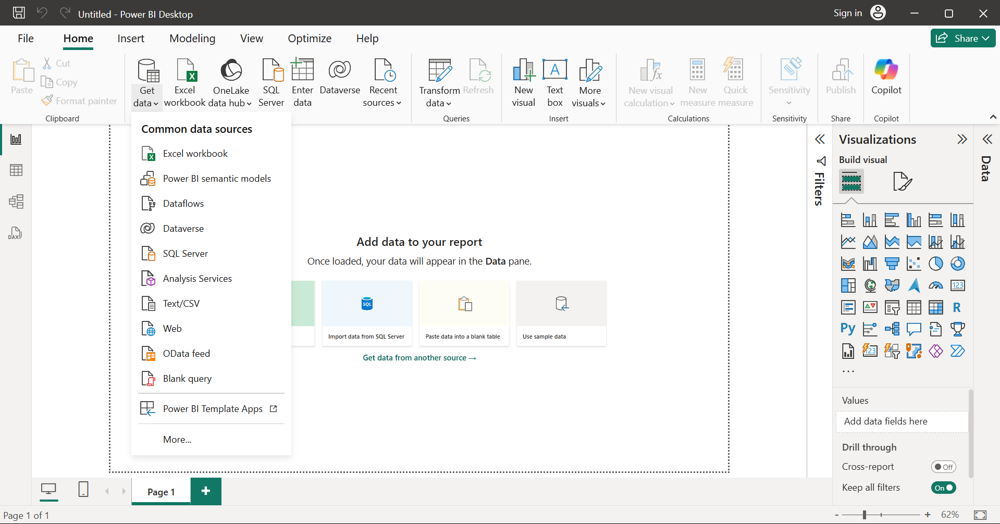 Untitled - Power BI Desktop
Sign in
File
Home
Insert
Modeling
View
Optimize
Help
Share
Paste
Cut
Copy
Format painter
Clipboard
Get data
Excel workbook
OneLake data hub
SQL Server
Enter data
Dataverse
Recent sources
Transform data
Refresh
Queries
New visual
Text box
More visuals
Insert
New visual calculation
New measure
Quick measure
Calculations
Sensitivity
Sensitivity
Publish
Share
Copilot
Copilot
Common data sources
Excel workbook
Power BI semantic models
Dataflows
Dataverse
SQL Server
Analysis Services
Text/CSV
Web
OData feed
Blank query
Power BI Template Apps
More...
DAX
Add data to your report
Once loaded, your data will appear in the Data pane.
SQL
Import data from SQL Server
Paste data into a blank table
Use sample data
Get data from another source →
Filters
Visualizations
Build visual
123
R
Py
123
...
Values
Add data fields here
Drill through
Cross-report
Off
Keep all filters
On
Data
Page 1
+
Page 1 of 1
- + 62%